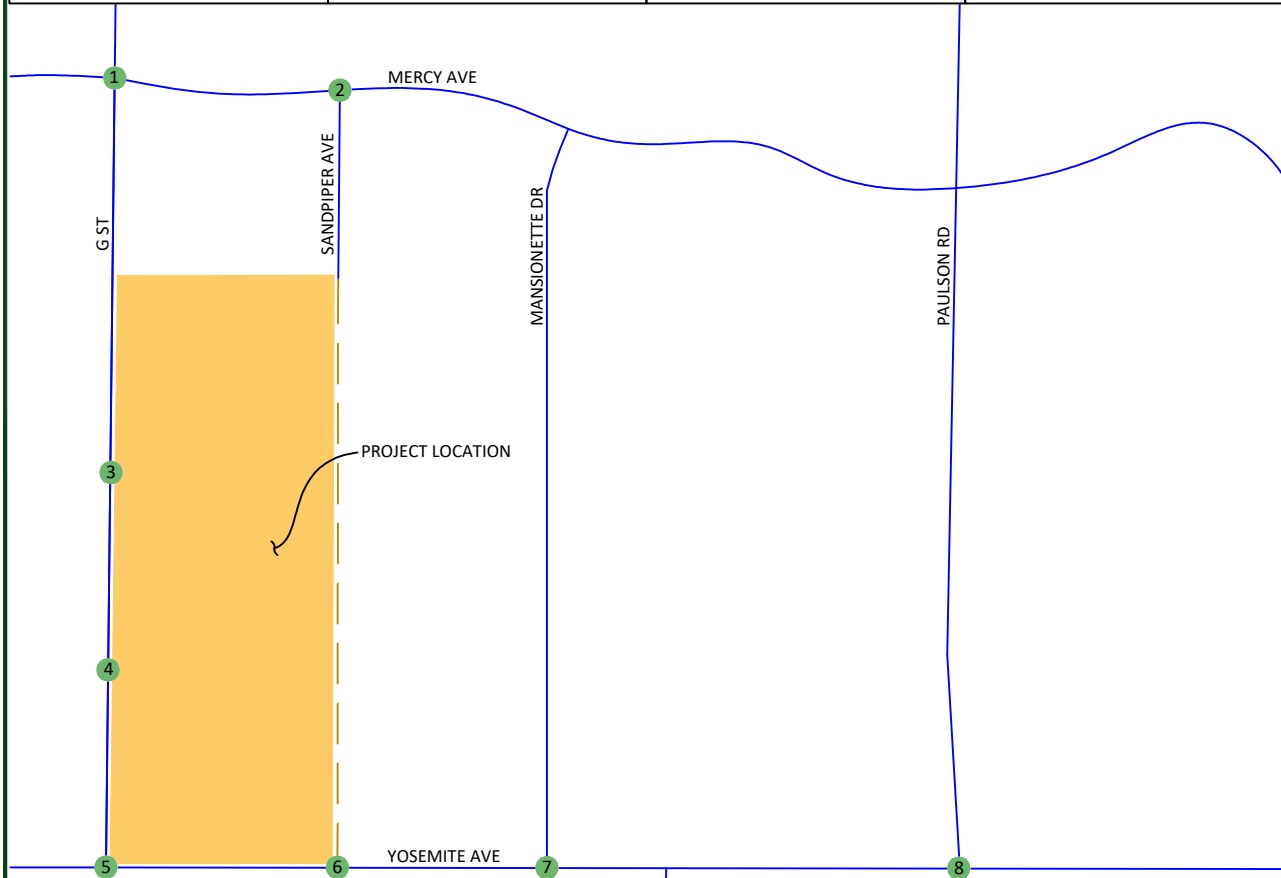 1
2
MERCY AVE
SANDPIPER AVE
MANSIONETTE DR
G ST
PAULSON RD
PROJECT LOCATION
3
4
YOSEMITE AVE
5
6
7
8